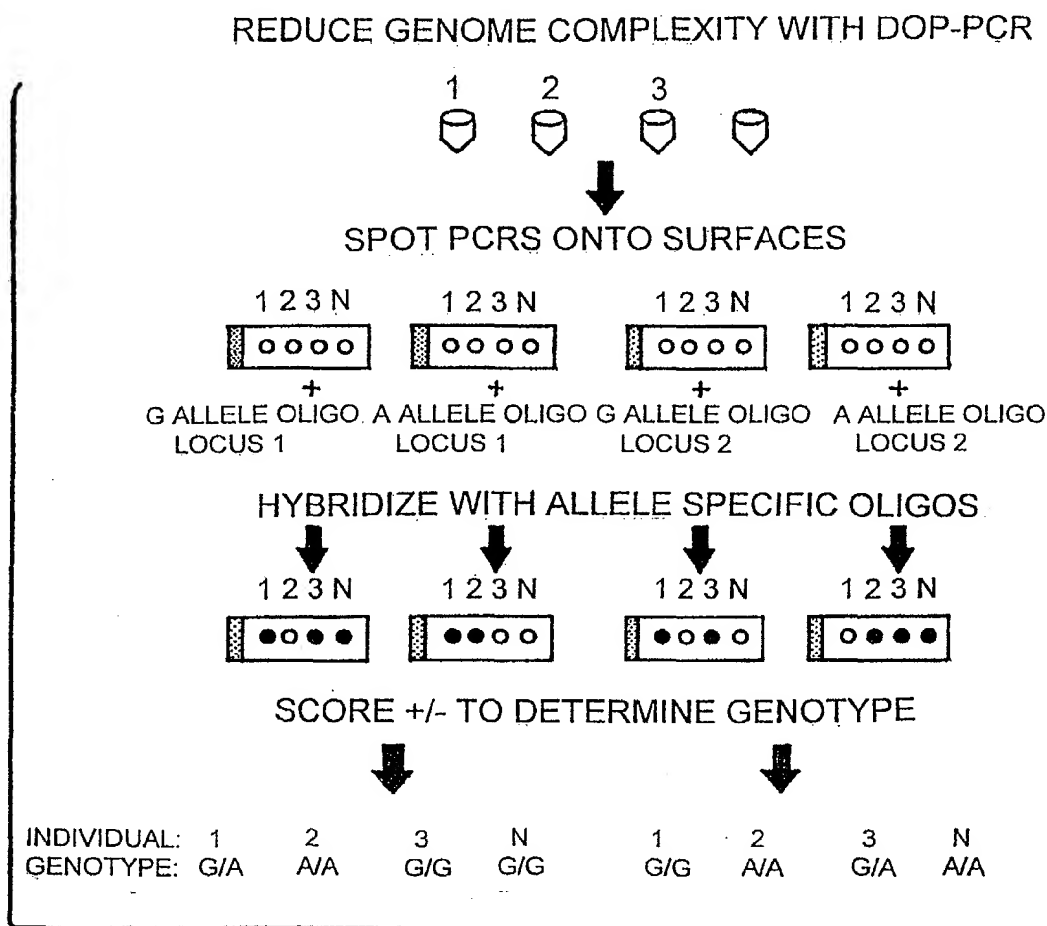 REDUCE GENOME COMPLEXITY WITH DOP-PCR
1 2 3
SPOT PCRS ONTO SURFACES
1 2 3 N 1 2 3 N 1 2 3 N 1 2 3 N
+ + + +
G ALLELE OLIGO A ALLELE OLIGO G ALLELE OLIGO A ALLELE OLIGO
LOCUS 1 LOCUS 1 LOCUS 2 LOCUS 2
HYBRIDIZE WITH ALLELE SPECIFIC OLIGOS
1 2 3 N 1 2 3 N 1 2 3 N 1 2 3 N
SCORE +/- TO DETERMINE GENOTYPE
INDIVIDUAL: 1 2 3 N 1 2 3 N
GENOTYPE: G/A A/A G/G G/G G/G A/A G/A A/A